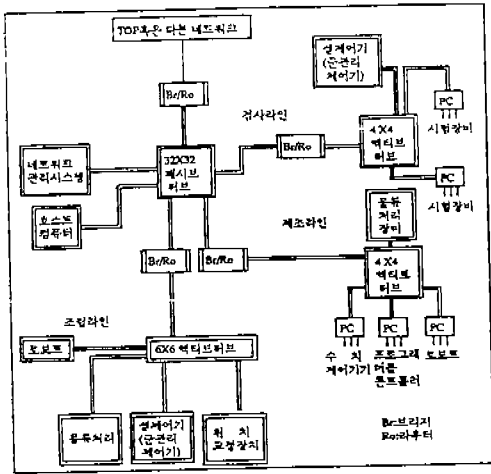 TOP혹은 다른 네트워크
Br/Ro
검사라인
셀제어기
(군관리
제어기)
PC
시험장비
네트워크
관리시스템
호스트
컴퓨터
32X32
패시브
허브
Br/Ro
4X4
액티브
허브
PC
시험장비
물류
처리
장비
Br/Ro
Br/Ro
제조라인
4X4
액티브
허브
조립라인
로보트
6X6 액티브허브
PC
PC
PC
수 치
제어기기
프로그래
머블
콘트롤러
로보트
물류처리
셀제어기
(군관리
제어기)
위 치
교정장치
Br:브리지
Ro:라우터